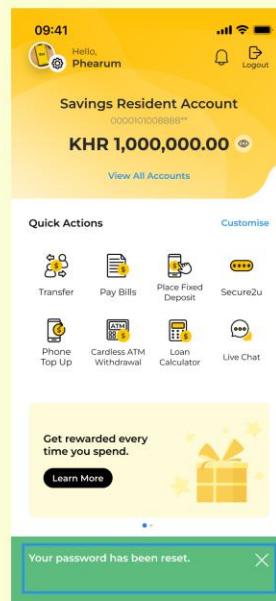 09:41
Hello,
Phearum
Logout
Savings Resident Account
0000101008888**
KHR 1,000,000.00
View All Accounts
Quick Actions
Customise
Transfer
Pay Bills
Place Fixed
Deposit
Secure2u
Phone
Top Up
ATM
Cardless ATM
Withdrawal
Loan
Calculator
Live Chat
Get rewarded every
time you spend.
Learn More
Your password has been reset.